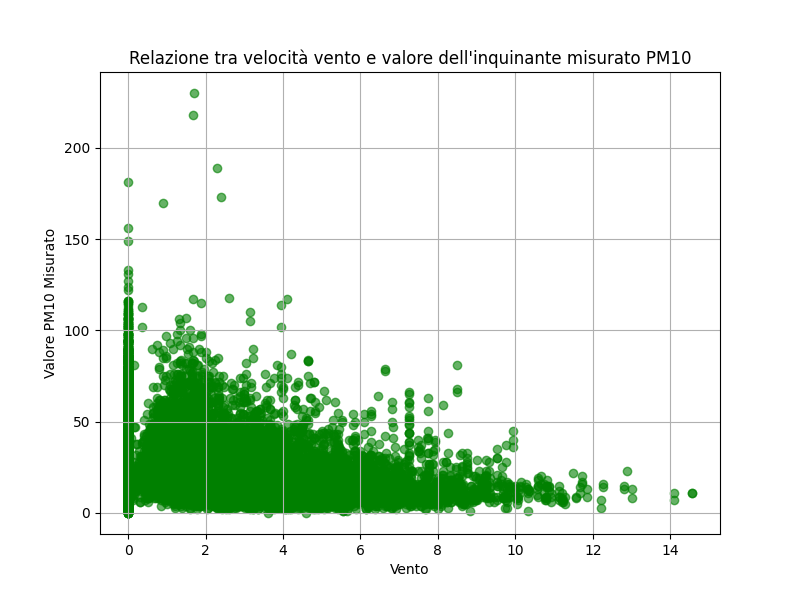 Relazione tra velocità vento e valore dell'inquinante misurato PM10
Valore PM10 Misurato
200
150
100
50
0
0 2 4 6 8 10 12 14
Vento